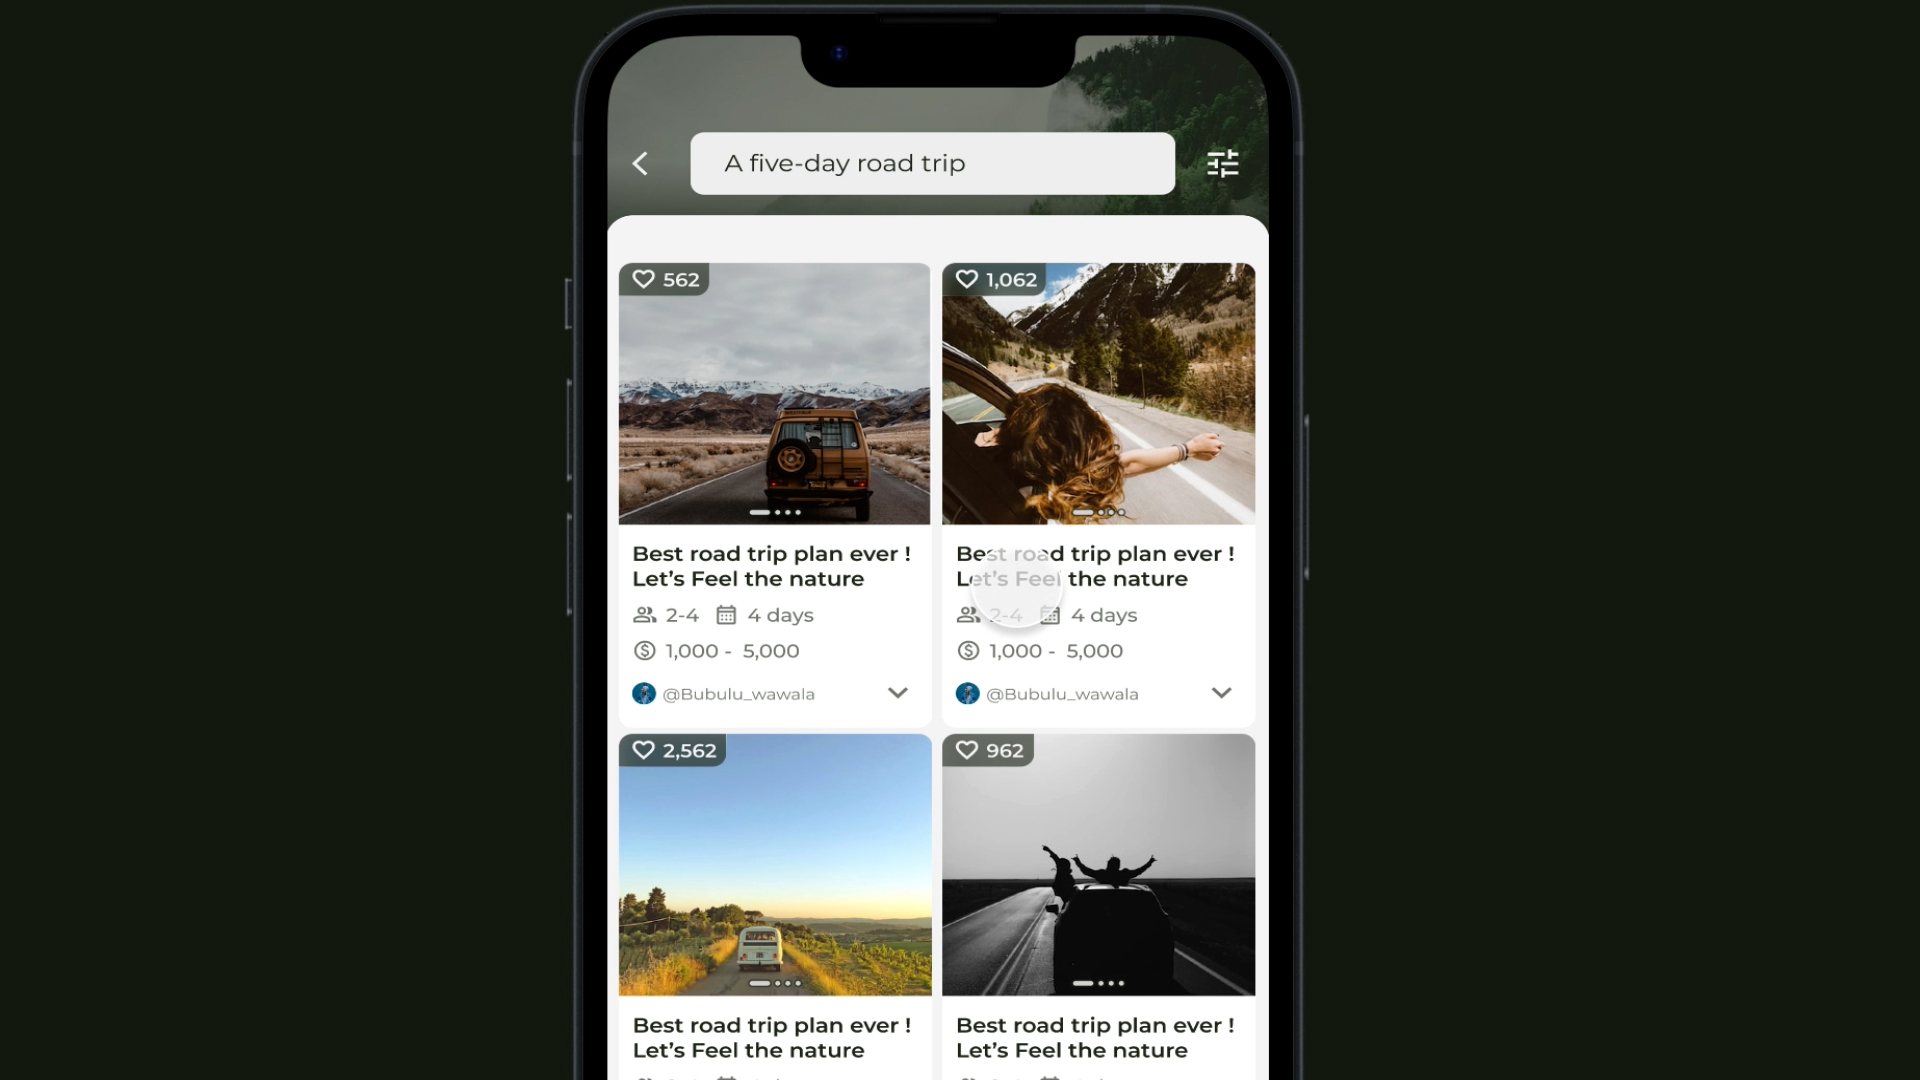 A five-day road trip
562
1,062
Best road trip plan ever !
Let’s Feel the nature
2-4 4 days
1,000 - 5,000
@Bubulu_wawala
Best road trip plan ever !
Let’s Feel the nature
2-4 4 days
1,000 - 5,000
@Bubulu_wawala
2,562
962
Best road trip plan ever !
Let’s Feel the nature
Best road trip plan ever !
Let’s Feel the nature